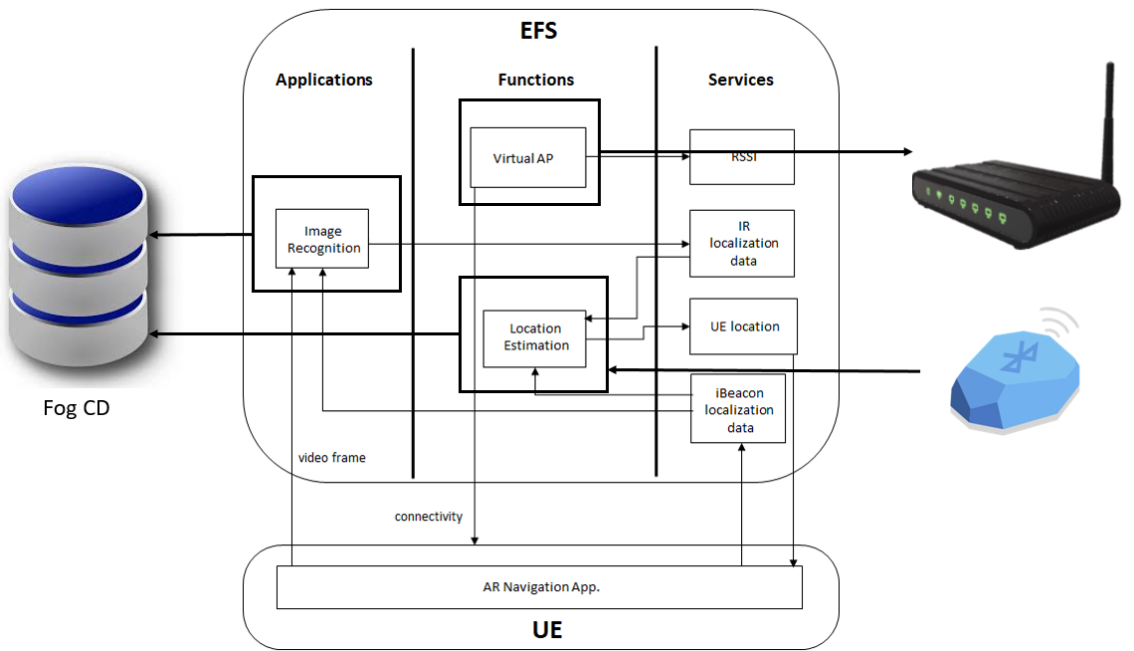 EFS
Applications
Functions
Services
Virtual AP
RSSI
Image
Recognition
IR
localization
data
Location
Estimation
UE location
iBeacon
localization
data
Fog CD
video frame
connectivity
AR Navigation App.
UE